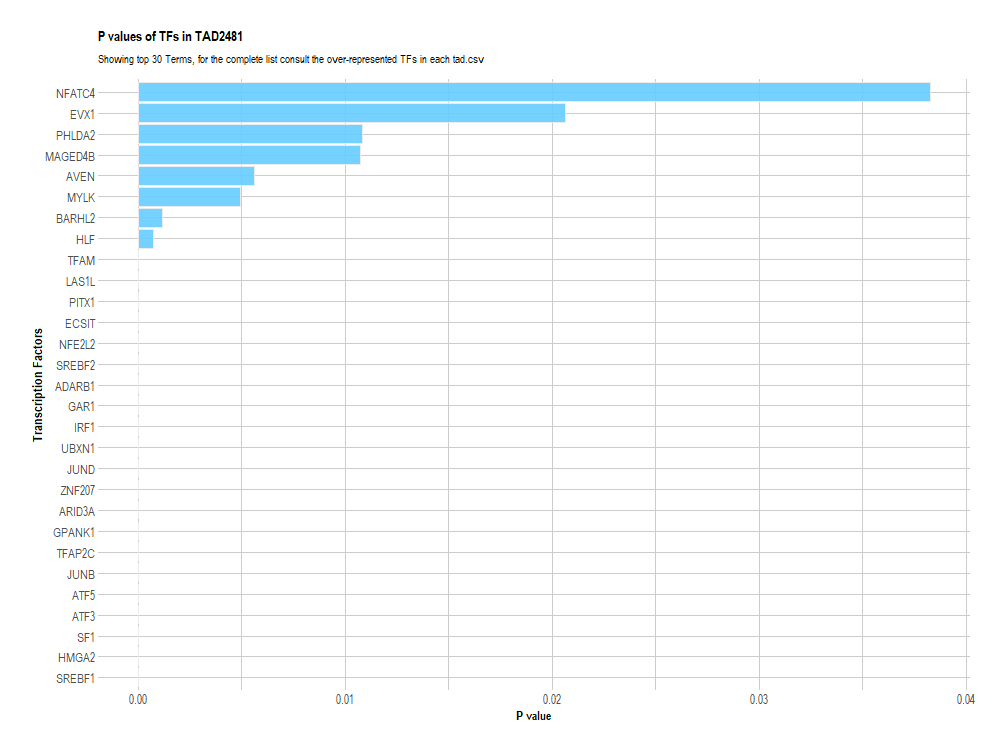 P values of TFs in TAD2481
Showing top 30 Terms, for the complete list consult the over-represented TFs in each tad.csv
Transcription Factors
NFATC4
EVX1
PHLDA2
MAGED4B
AVEN
MYLK
BARHL2
HLF
TFAM
LAS1L
PITX1
ECSIT
NFE2L2
SREBF2
ADARB1
GAR1
IRF1
UBXN1
JUND
ZNF207
ARID3A
GPANK1
TFAP2C
JUNB
ATF5
ATF3
SF1
HMGA2
SREBF1
0.00 0.01 0.02 0.03 0.04
P value